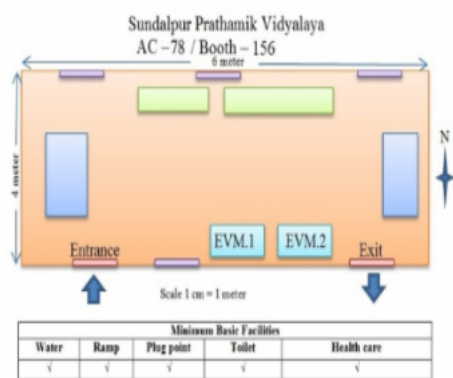 Sundalpur Prathamik Vidyalaya
AC –78 / Booth – 156
6 meter
4 meter
N
EVM.1 EVM.2
Entrance Exit
Scale 1 cm = 1 meter
Minimum Basic Facilities
Water Ramp Plug point Toilet Health care
√ √ √ √ √